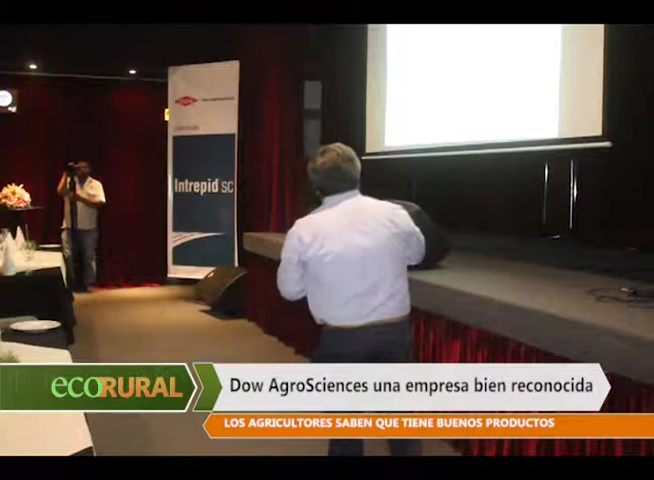 Intrepid SC
ecoRURAL
Dow AgroSciences una empresa bien reconocida
LOS AGRICULTORES SABEN QUE TIENE BUENOS PRODUCTOS